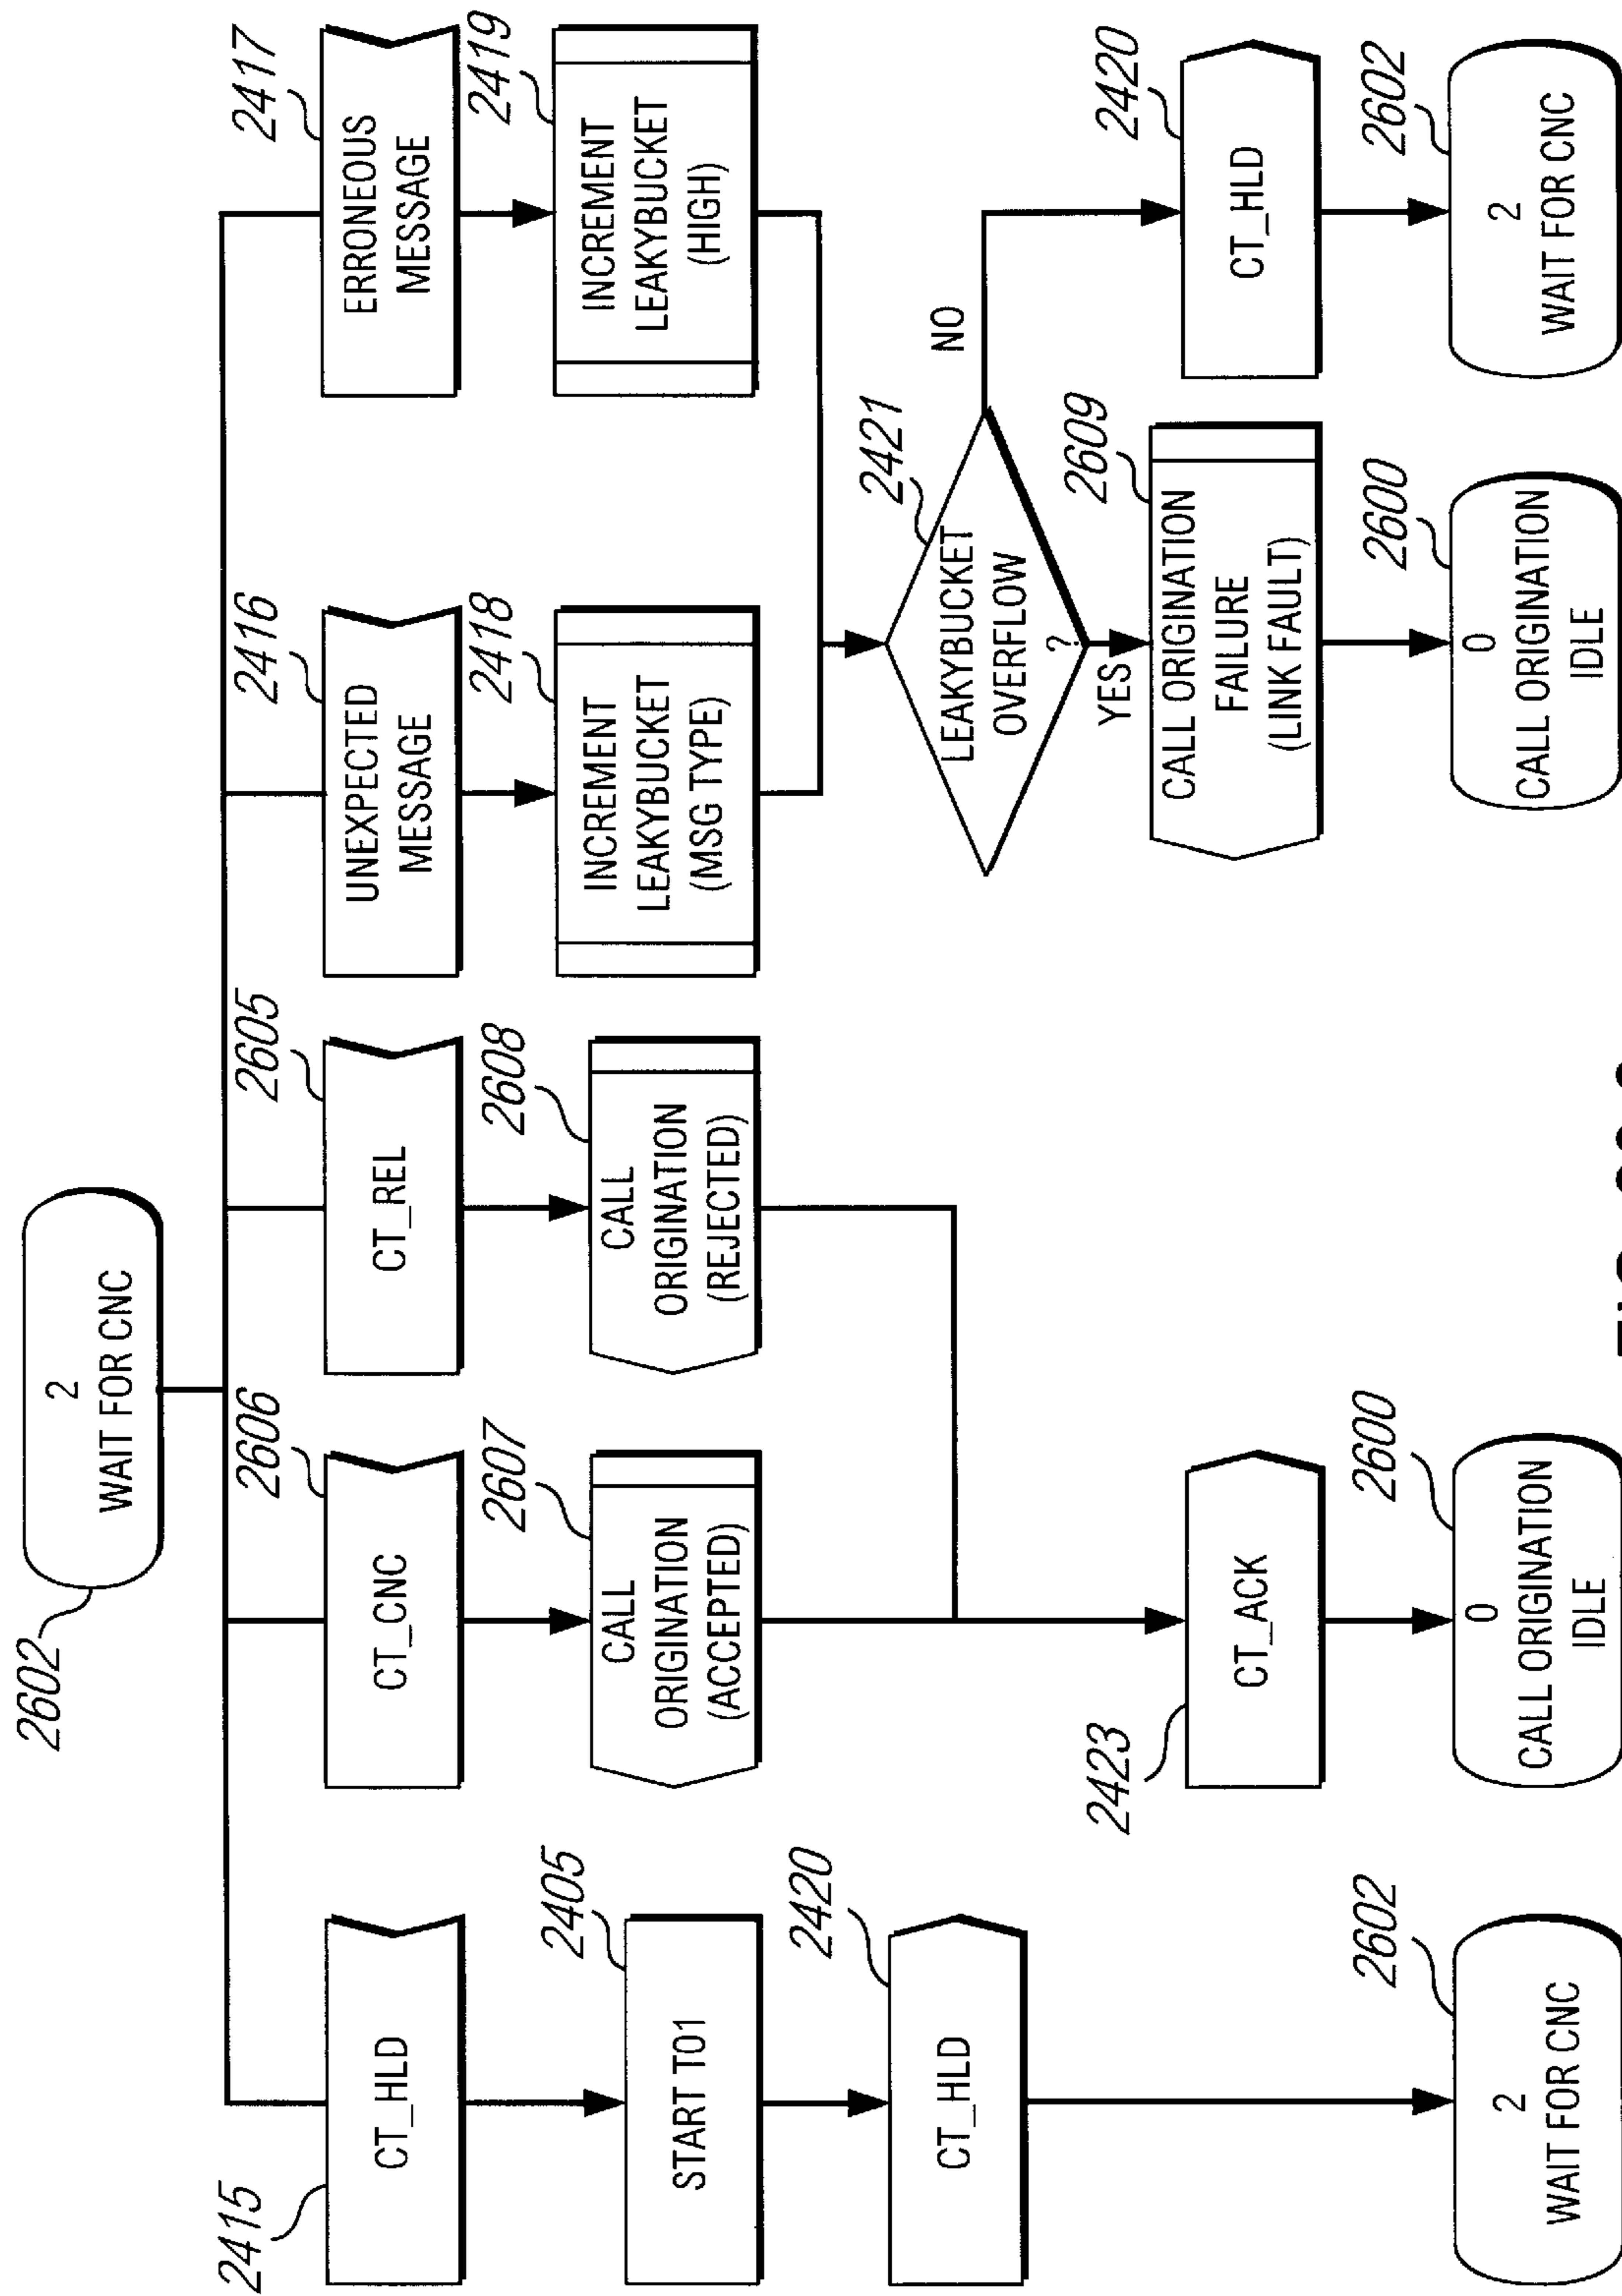 2602
2
WAIT FOR CNC
2415
CT_HLD
2405
START T01
2420
CT_HLD
2602
2
WAIT FOR CNC
2606
CT_CNC
2607
CALL
ORIGINATION
(ACCEPTED)
2605
CT_REL
2608
CALL
ORIGINATION
(REJECTED)
2423
CT_ACK
2600
0
CALL ORIGINATION
IDLE
2416
UNEXPECTED
MESSAGE
2418
INCREMENT
LEAKYBUCKET
(MSG TYPE)
2417
ERRONEOUS
MESSAGE
2419
INCREMENT
LEAKYBUCKET
(HIGH)
2421
LEAKYBUCKET
OVERFLOW
?
YES
NO
2609
CALL ORIGINATION
FAILURE
(LINK FAULT)
2600
0
CALL ORIGINATION
IDLE
2420
CT_HLD
2602
2
WAIT FOR CNC